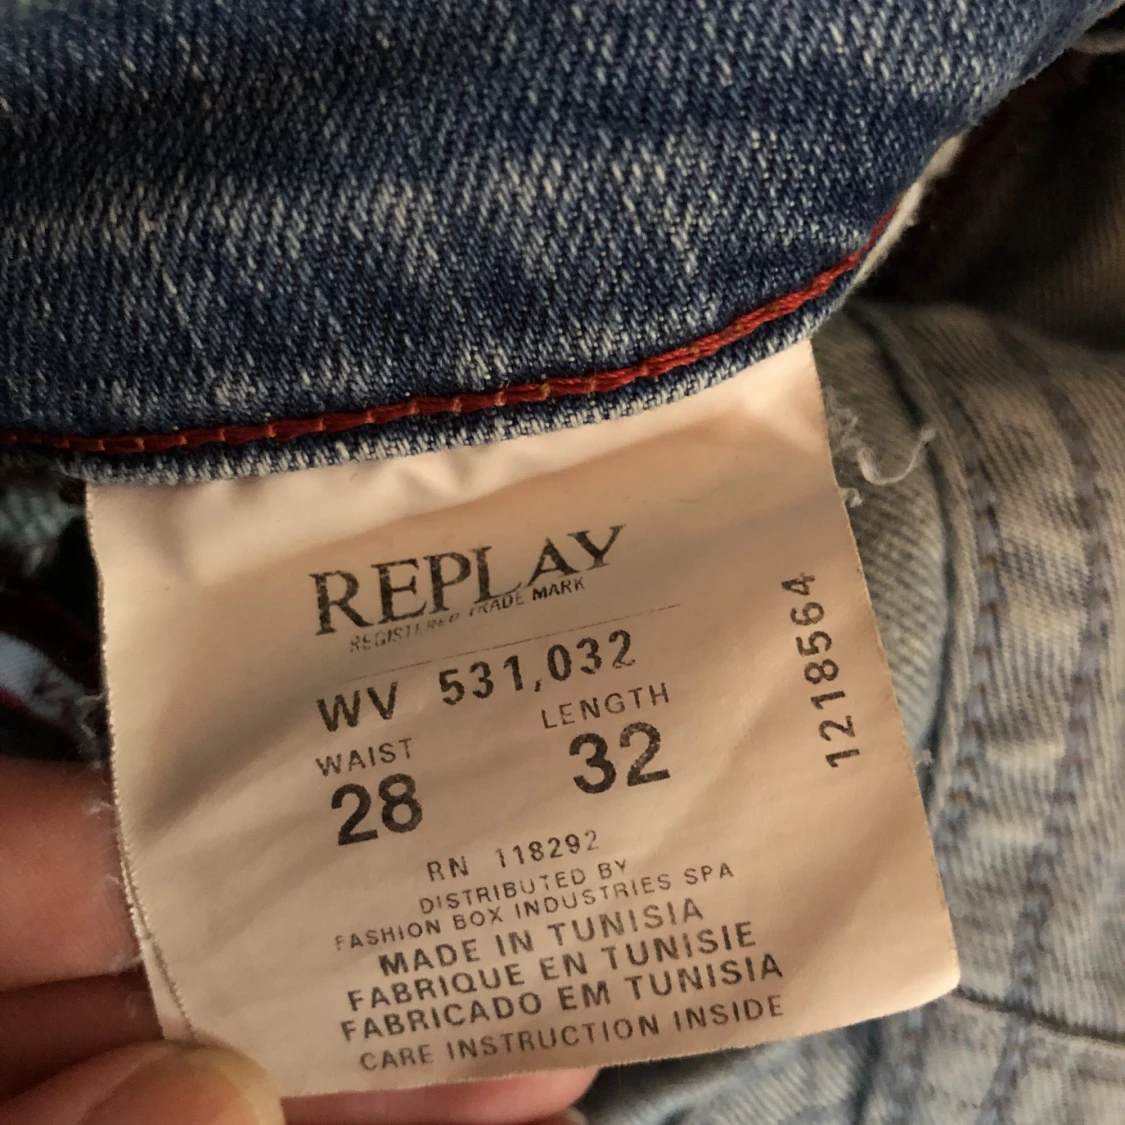 REPLAY
REGISTERED TRADE MARK
WV 531,032
WAIST LENGTH
28 32
RN 118292
DISTRIBUTED BY
FASHION BOX INDUSTRIES SPA
MADE IN TUNISIA
FABRIQUE EN TUNISIE
FABRICADO EM TUNISIA
CARE INSTRUCTION INSIDE
1218564